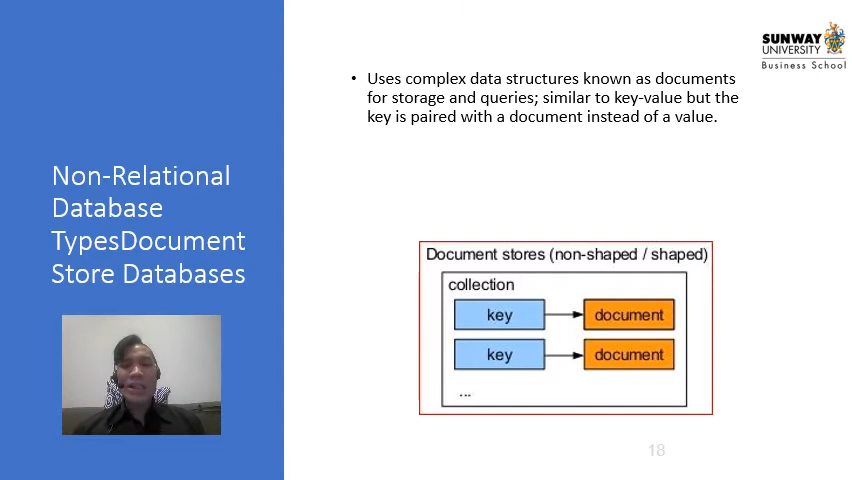 Non-Relational
Database
TypesDocument
Store Databases
SUNWAY
UNIVERSITY
Business School
• Uses complex data structures known as documents
for storage and queries; similar to key-value but the
key is paired with a document instead of a value.
Document stores (non-shaped / shaped)
collection
key
document
key
document
...
18